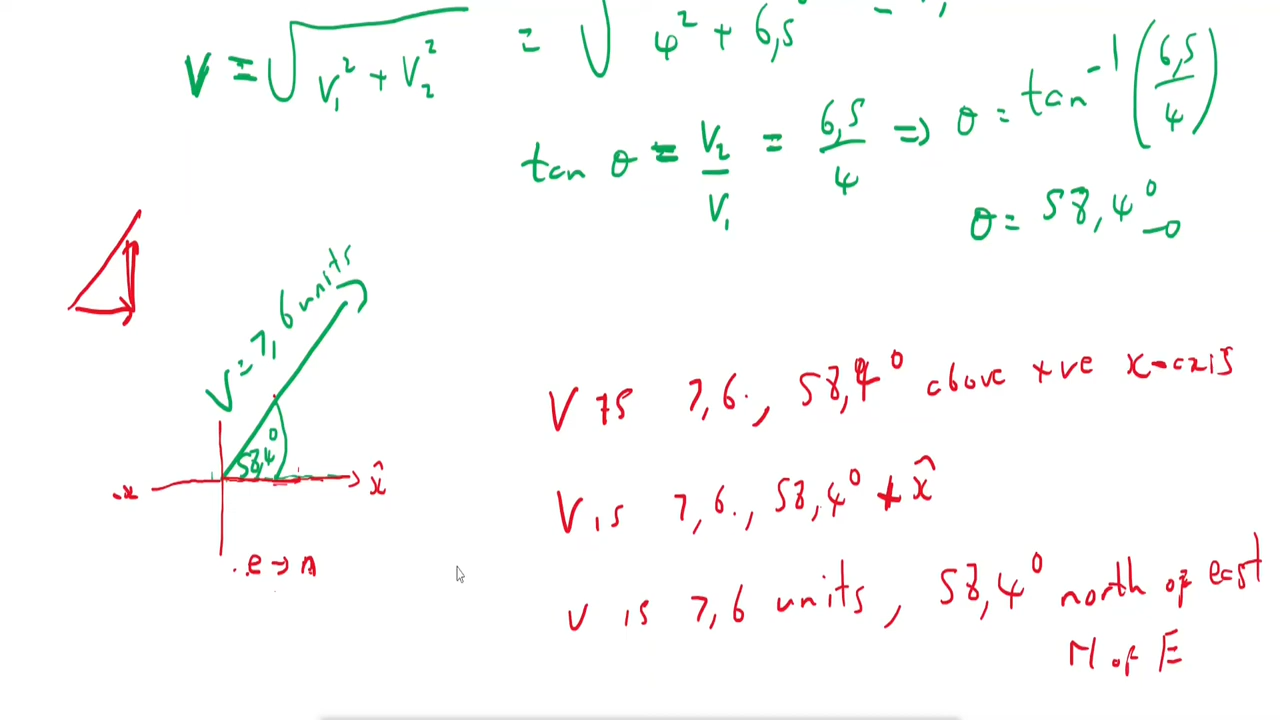 V = √(V₁² + V₂²) = √(4² + 6,5²) =
tan θ = V₂/V₁ = 6,5/4 ⇒ θ = tan⁻¹(6,5/4)
θ = 58,4°
V = 7,6 units
58,4°
-x
x̂
e → n
V is 7,6., 58,4° above +ve x-axis
V is 7,6., 58,4° + x̂
V is 7,6 units, 58,4° north of east
N of E